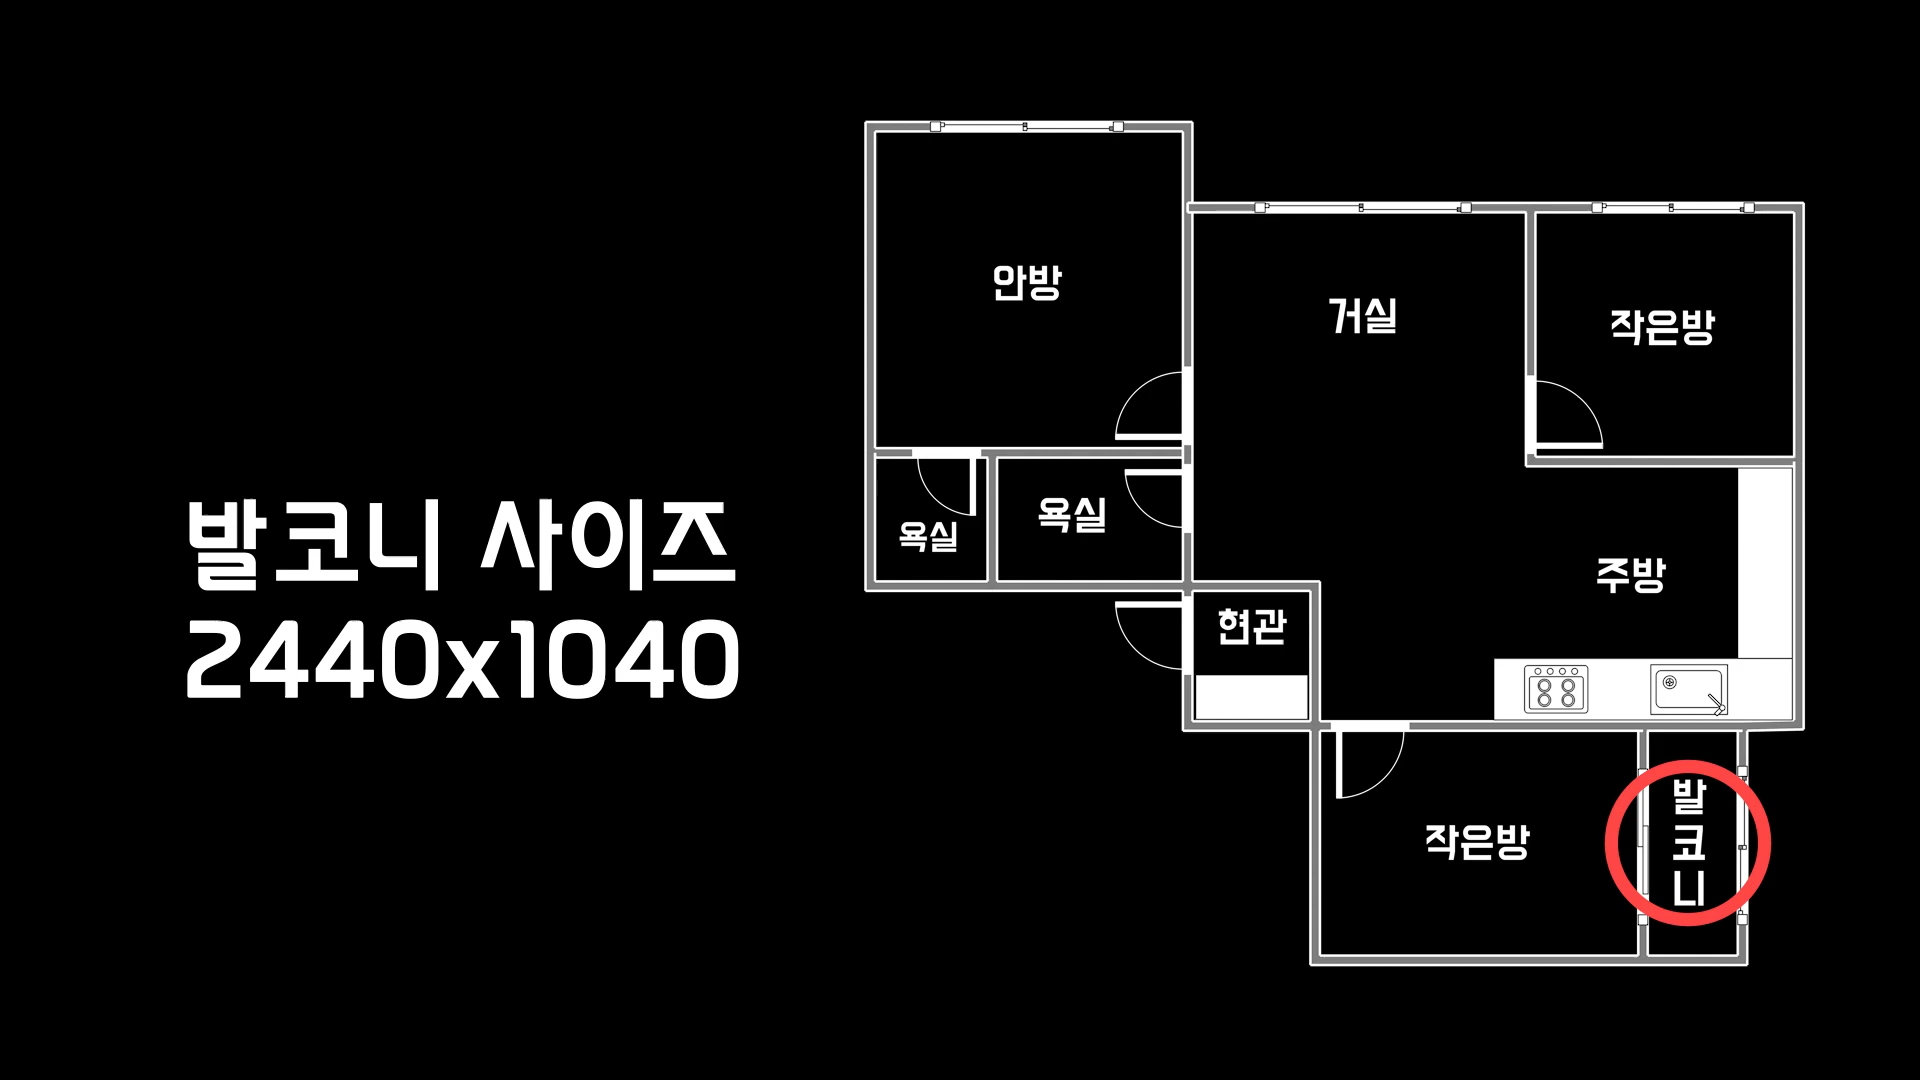 발코니 사이즈
2440x1040
안방
거실
작은방
욕실
욕실
주방
현관
작은방
발
코
니